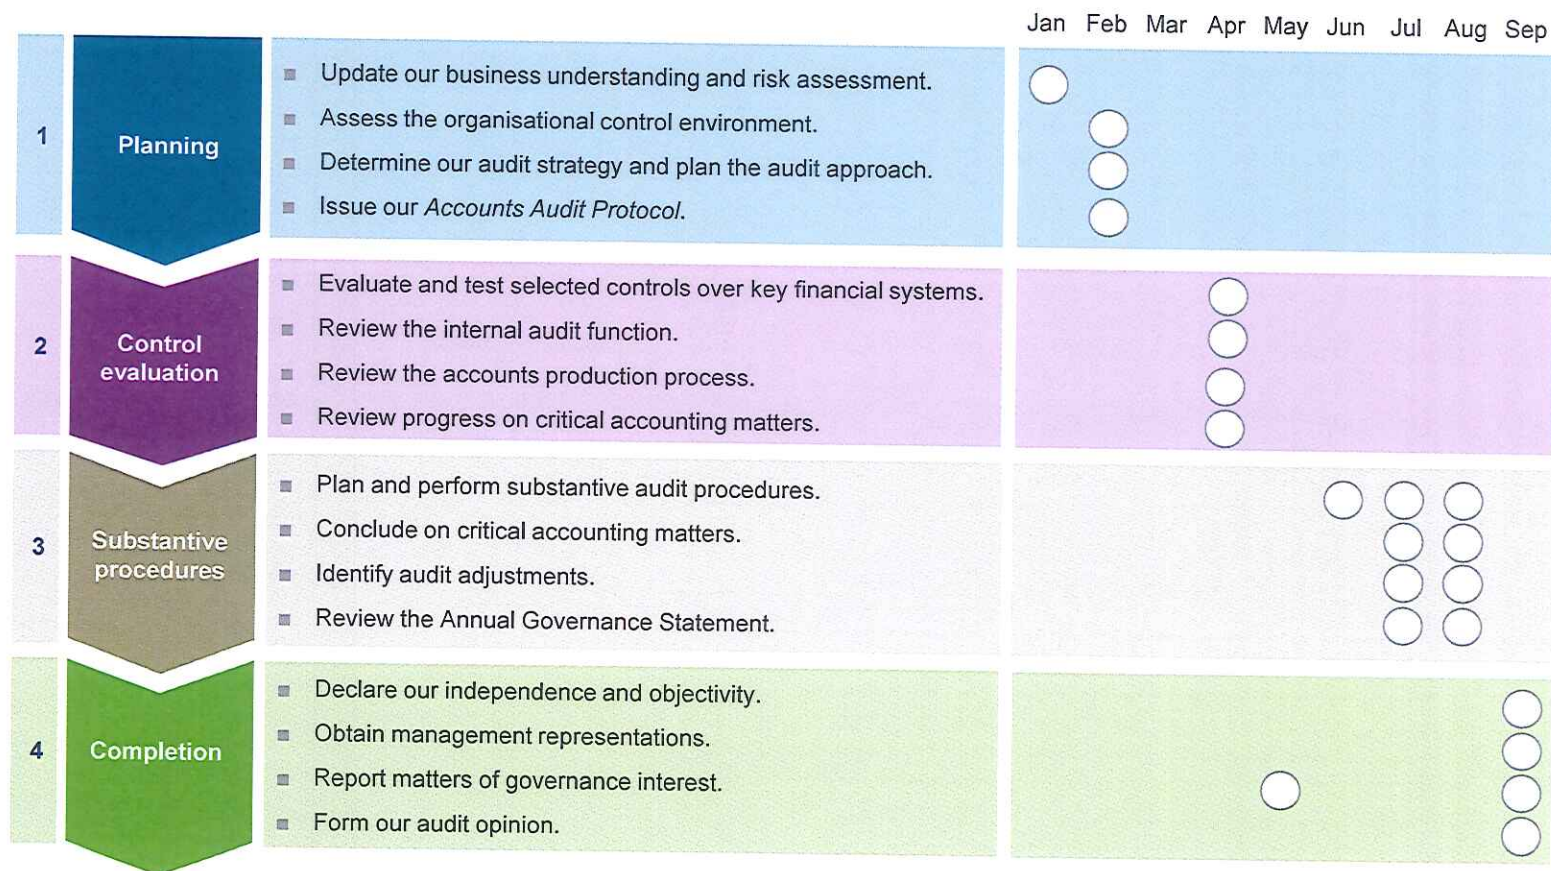 Jan Feb Mar Apr May Jun Jul Aug Sep
1
Planning
Update our business understanding and risk assessment.
Assess the organisational control environment.
Determine our audit strategy and plan the audit approach.
Issue our Accounts Audit Protocol.
2
Control
evaluation
Evaluate and test selected controls over key financial systems.
Review the internal audit function.
Review the accounts production process.
Review progress on critical accounting matters.
3
Substantive
procedures
Plan and perform substantive audit procedures.
Conclude on critical accounting matters.
Identify audit adjustments.
Review the Annual Governance Statement.
4
Completion
Declare our independence and objectivity.
Obtain management representations.
Report matters of governance interest.
Form our audit opinion.